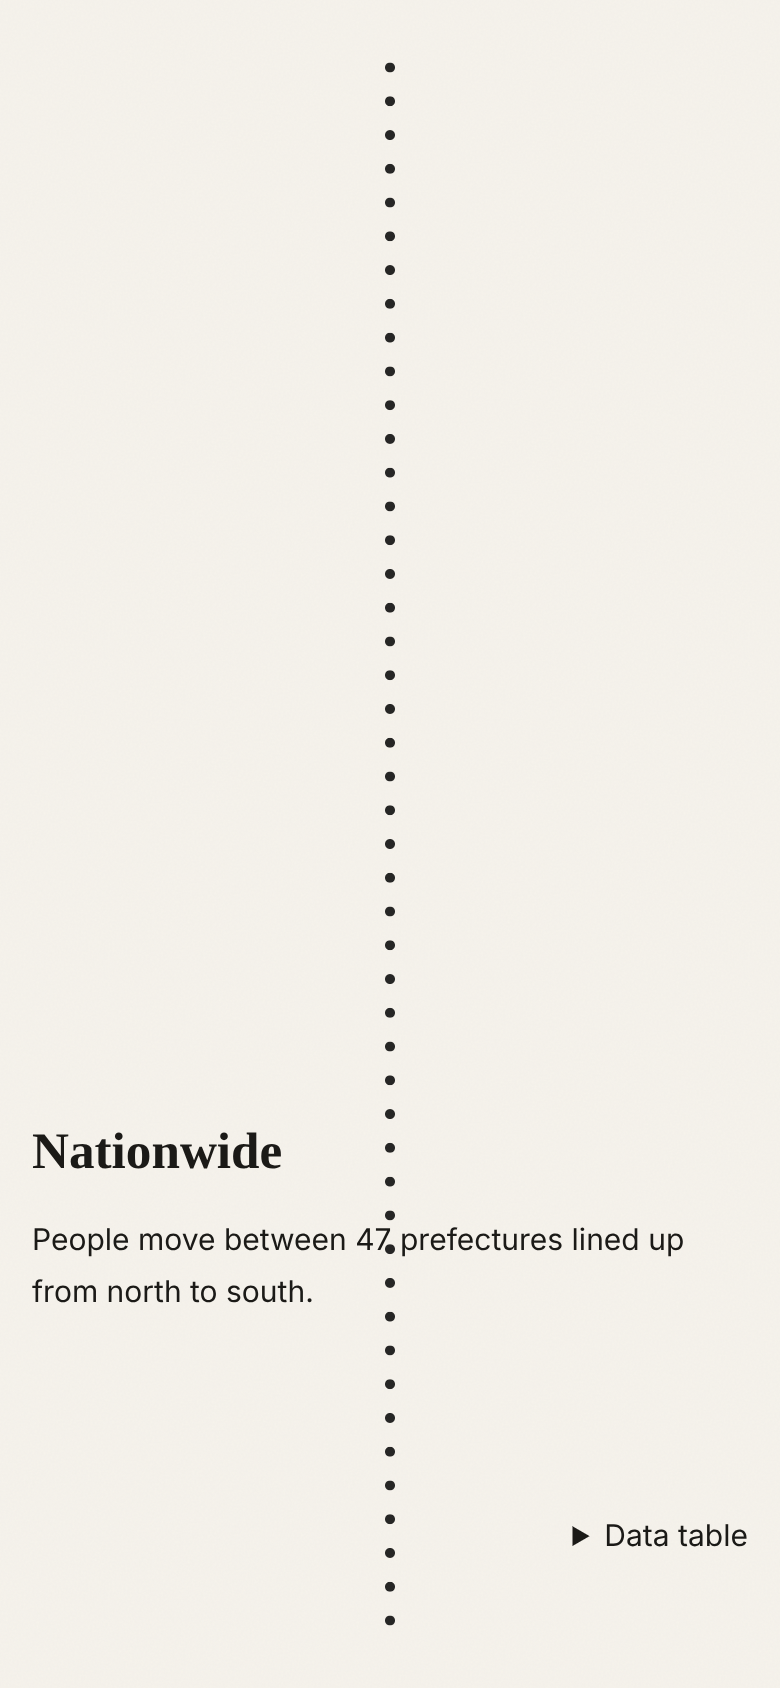 Nationwide
People move between 47 prefectures lined up
from north to south.
Data table